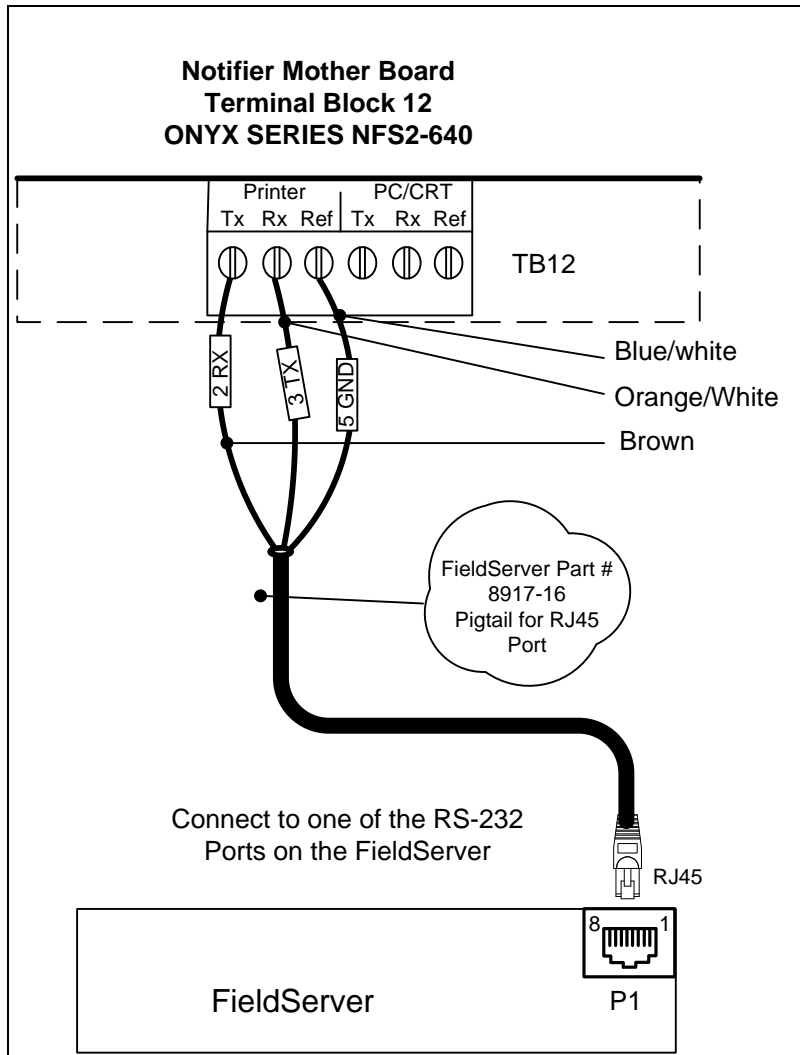 Notifier Mother Board
Terminal Block 12
ONYX SERIES NFS2-640
Printer PC/CRT
Tx Rx Ref Tx Rx Ref
TB12
2 RX
3 TX
5 GND
Blue/white
Orange/White
Brown
FieldServer Part #
8917-16
Pigtail for RJ45
Port
Connect to one of the RS-232
Ports on the FieldServer
RJ45
8 1
FieldServer
P1